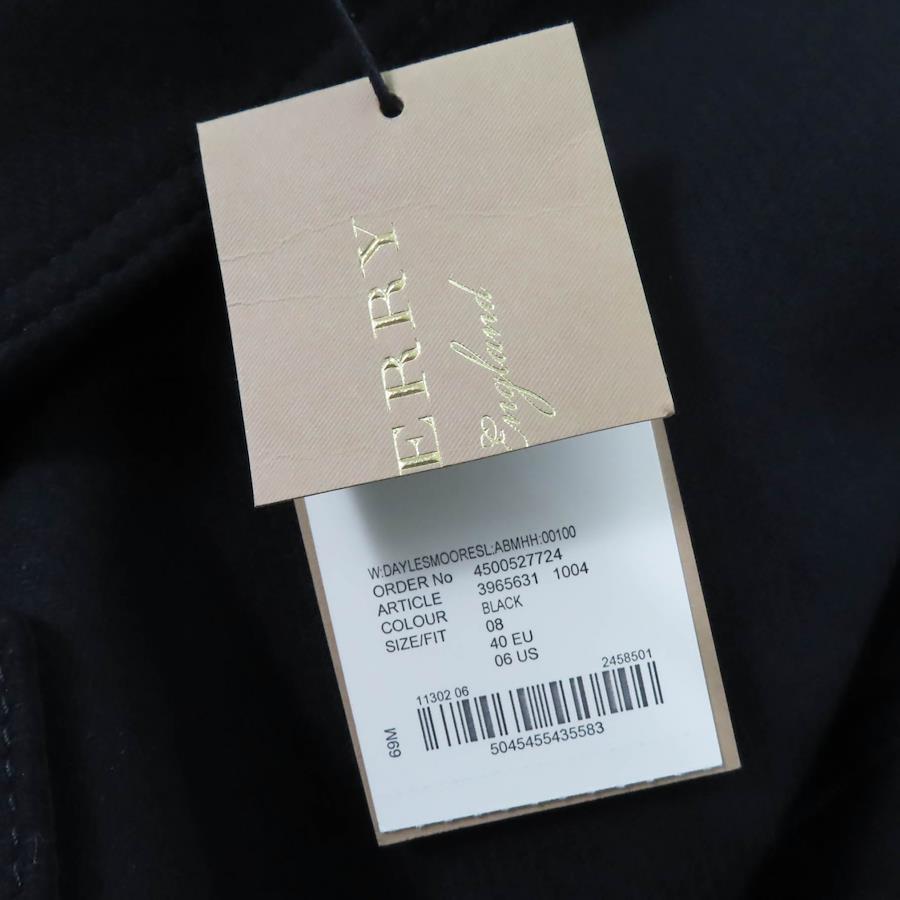 ERRY
England
W:DAYLESMOORESL:ABMHH:00100
ORDER No 4500527724
ARTICLE 3965631 1004
COLOUR BLACK
SIZE/FIT 08
40 EU
06 US
11302 06 2458501
69M
5045455435583